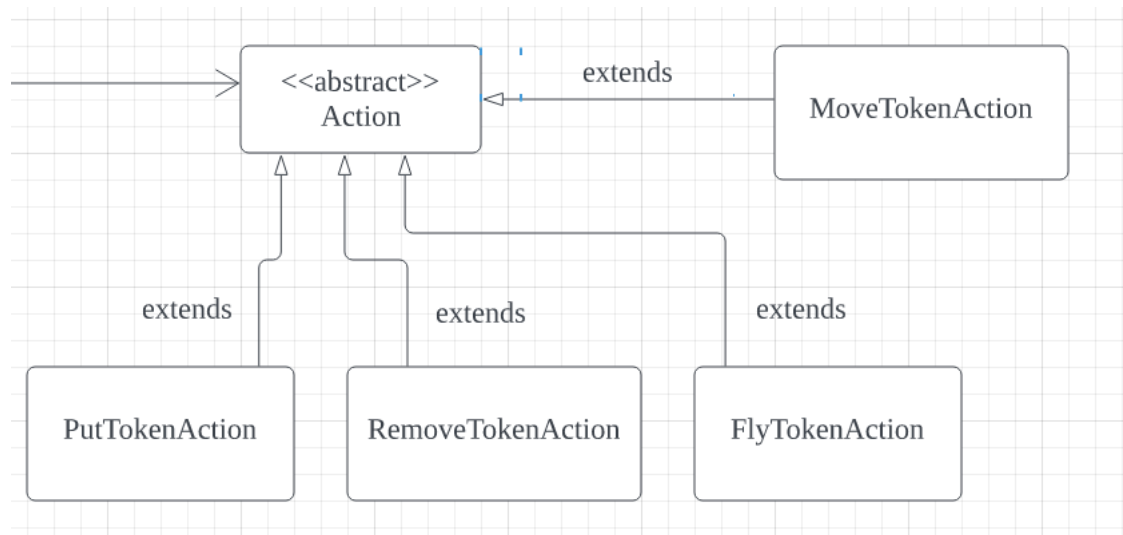 <<abstract>>
Action
extends
MoveTokenAction
extends
extends
extends
PutTokenAction
RemoveTokenAction
FlyTokenAction